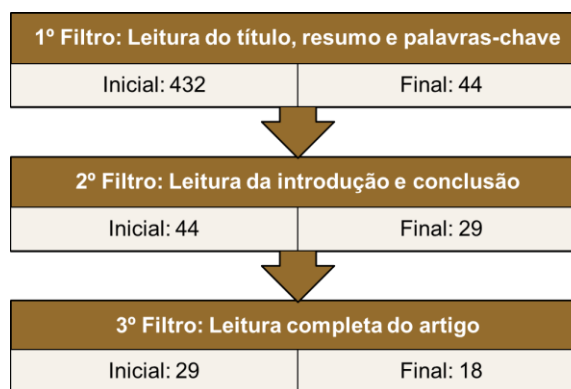 1º Filtro: Leitura do título, resumo e palavras-chave
Inicial: 432 Final: 44
2º Filtro: Leitura da introdução e conclusão
Inicial: 44 Final: 29
3º Filtro: Leitura completa do artigo
Inicial: 29 Final: 18